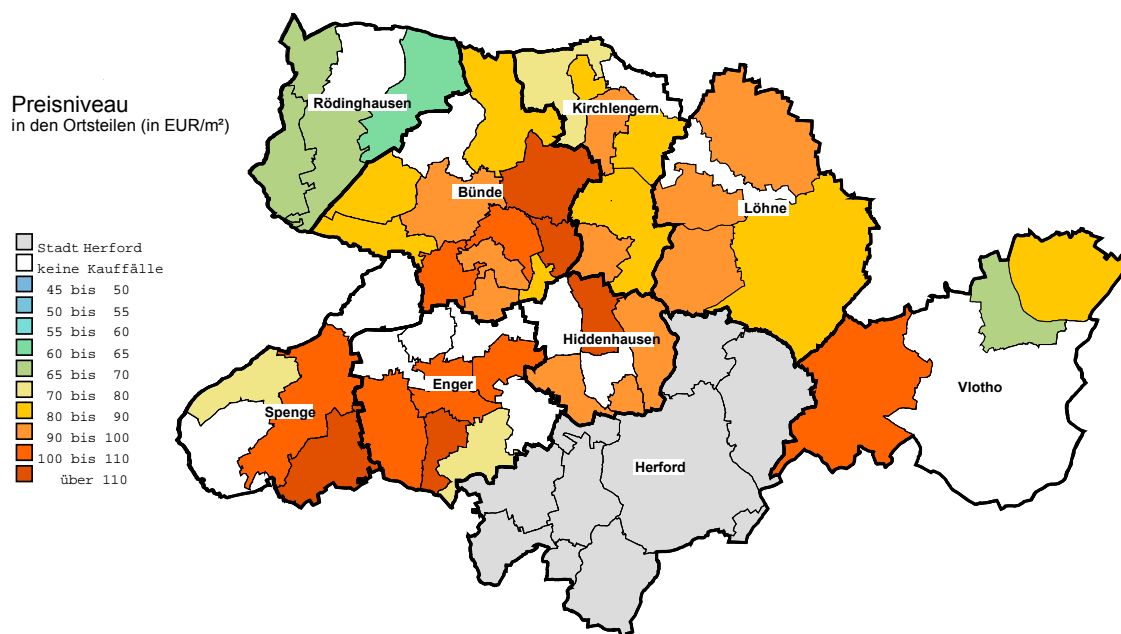 Preisniveau
in den Ortsteilen (in EUR/m²)
Stadt Herford
keine Kauffälle
45 bis 50
50 bis 55
55 bis 60
60 bis 65
65 bis 70
70 bis 80
80 bis 90
90 bis 100
100 bis 110
über 110
Rödinghausen
Kirchlengern
Bünde
Löhne
Hiddenhausen
Enger
Vlotho
Spenge
Herford